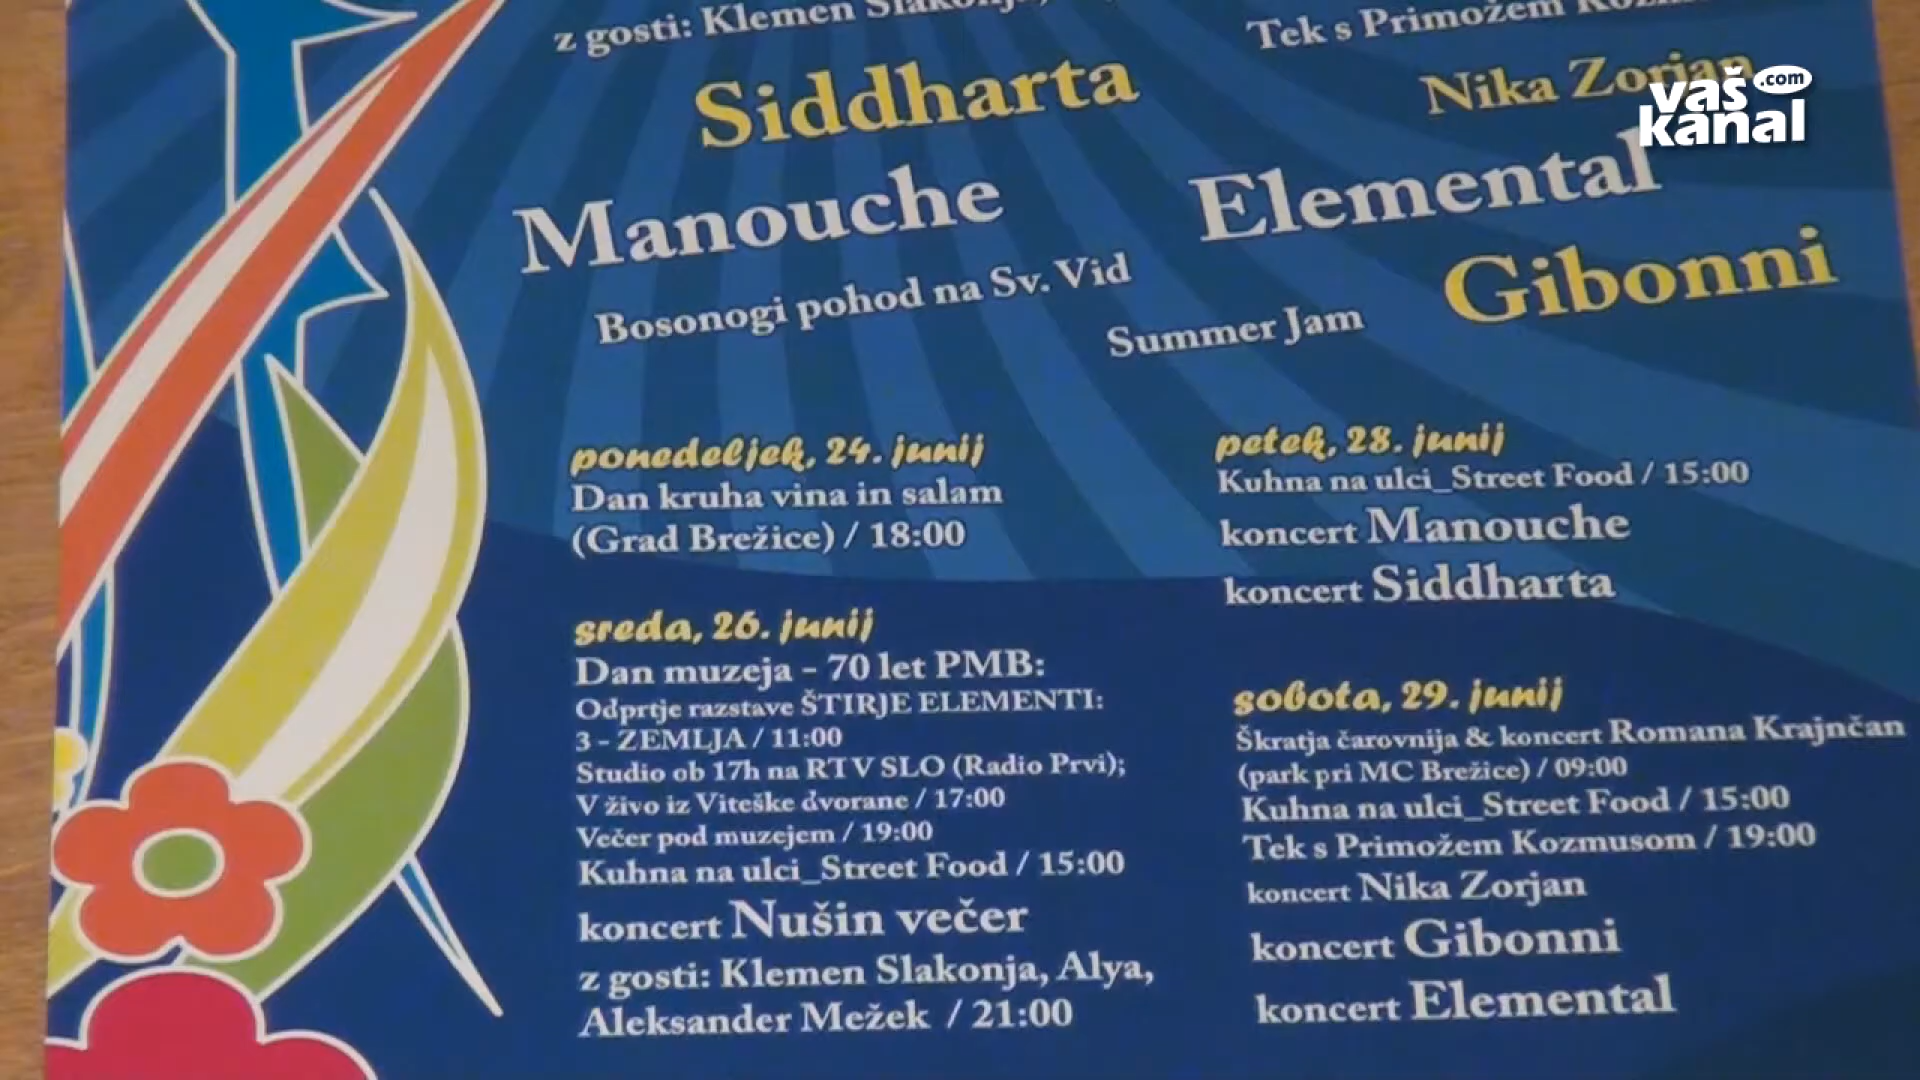 z gosti: Klemen Slakonja,
Siddharta
Manouche
Bosonogi pohod na Sv. Vid
Tek s Primožem
Nika Zorjan
Elemental
Gibonni
Summer Jam
vaš
.com
kanal
ponedeljek, 24. junij
Dan kruha vina in salam
(Grad Brežice) / 18:00
sreda, 26. junij
Dan muzeja - 70 let PMB:
Odprtje razstave ŠTIRJE ELEMENTI:
3 - ZEMLJA / 11:00
Studio ob 17h na RTV SLO (Radio Prvi);
V živo iz Viteške dvorane / 17:00
Večer pod muzejem / 19:00
Kuhna na ulci_Street Food / 15:00
koncert Nušin večer
z gosti: Klemen Slakonja, Alya,
Aleksander Mežek / 21:00
petek, 28. junij
Kuhna na ulci_Street Food / 15:00
koncert Manouche
koncert Siddharta
sobota, 29. junij
Škratja čarovnija & koncert Romana Krajnčan
(park pri MC Brežice) / 09:00
Kuhna na ulci_Street Food / 15:00
Tek s Primožem Kozmusom / 19:00
koncert Nika Zorjan
koncert Gibonni
koncert Elemental